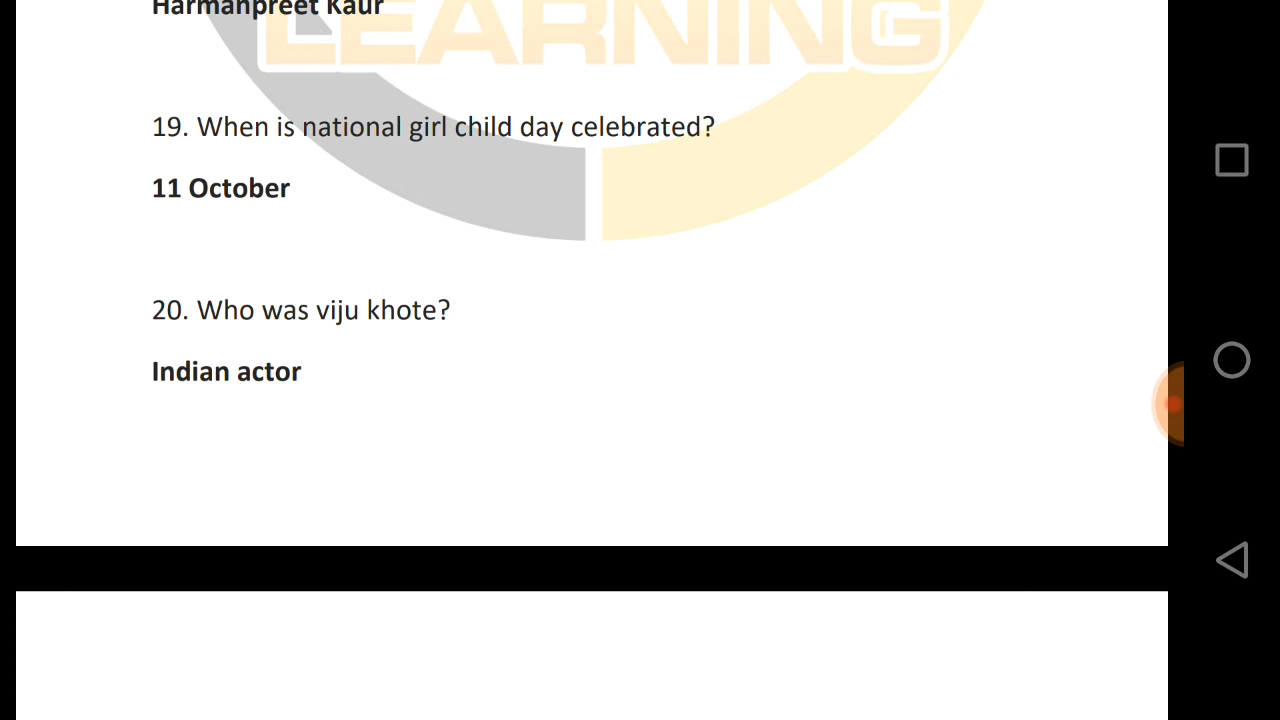 Harmanpreet Kaur
LEARNING
19. When is national girl child day celebrated?
11 October
20. Who was viju khote?
Indian actor